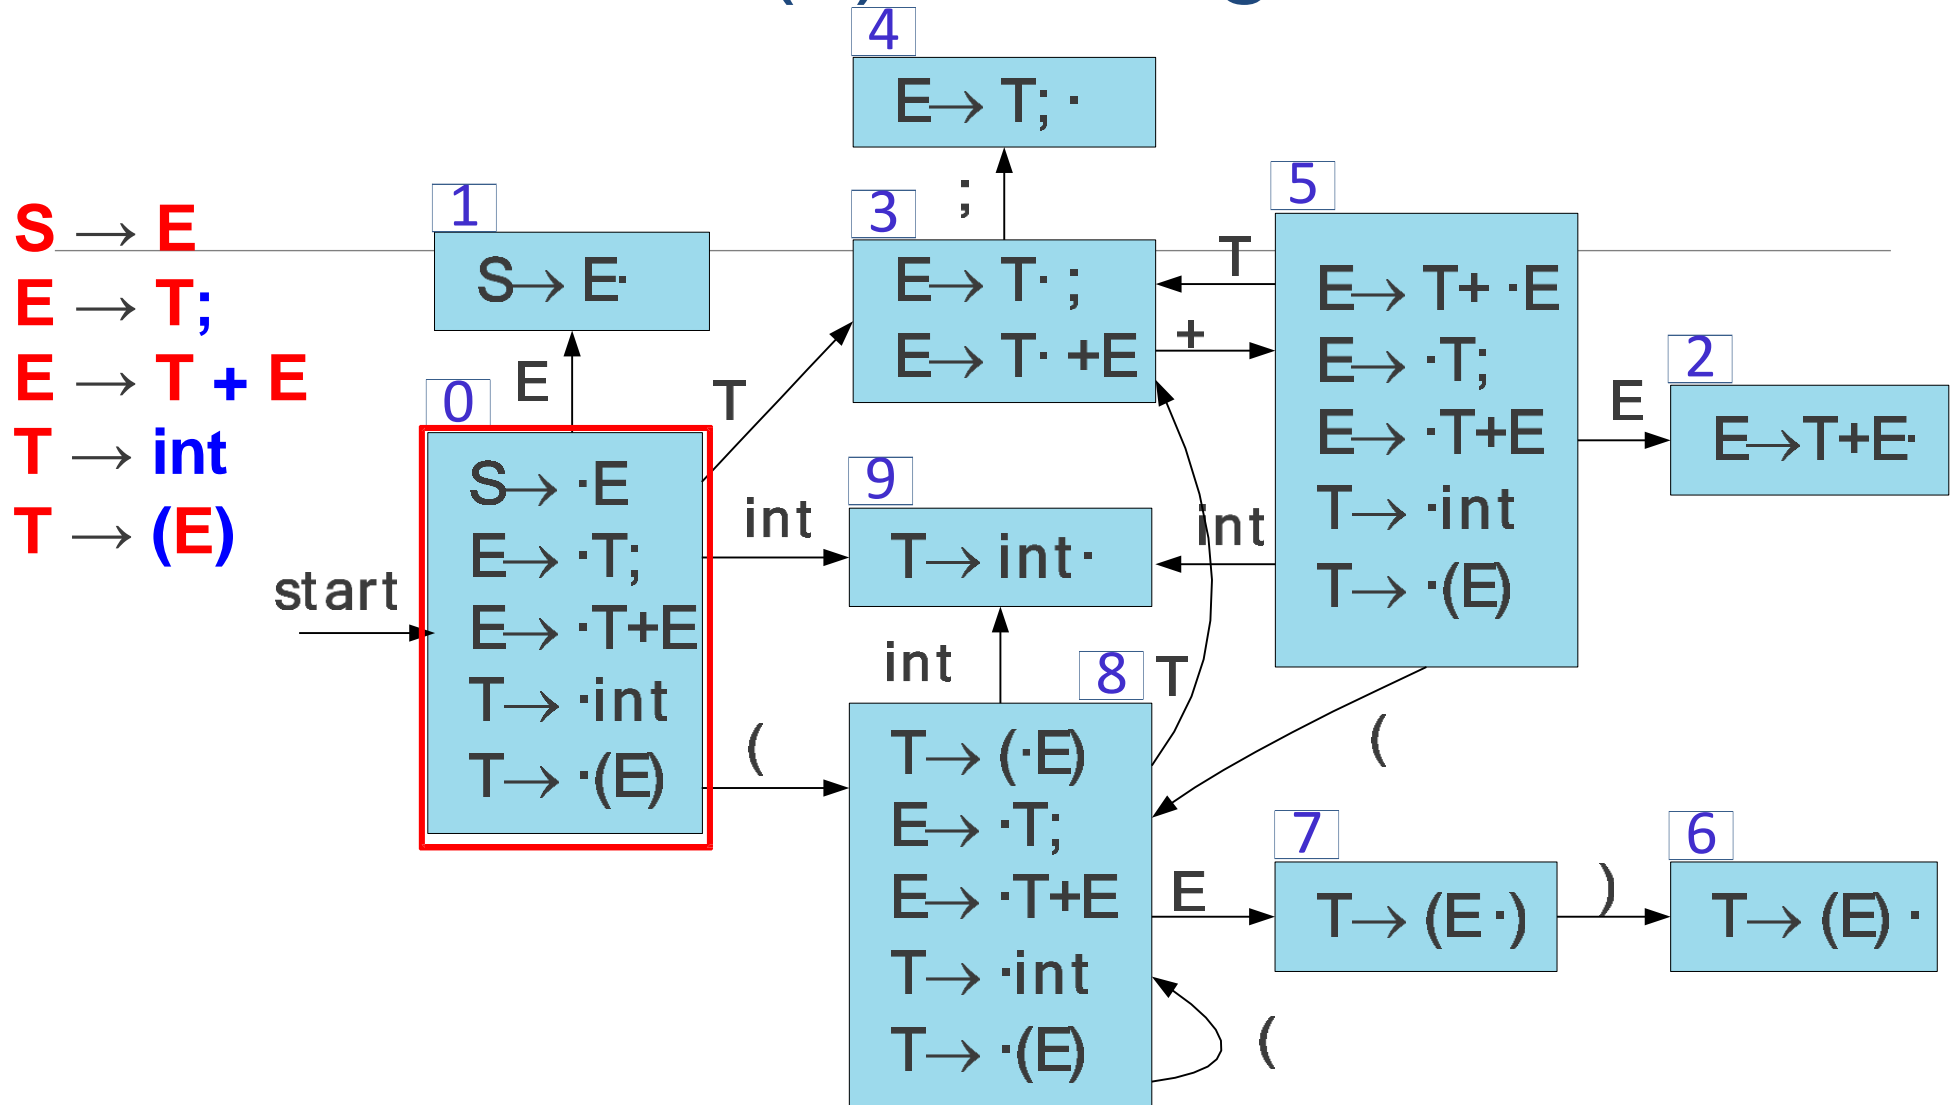 S → E
E → T;
E → T + E
T → int
T → (E)
start
0
S→ ·E
E→ ·T;
E→ ·T+E
T→ ·int
T→ ·(E)
E
T
int
(
1
S→ E·
4
E→ T; ·
;
3
E→ T· ;
E→ T· +E
T
+
9
T→ int·
int
int
5
E→ T+ ·E
E→ ·T;
E→ ·T+E
T→ ·int
T→ ·(E)
E
2
E→T+E·
(
8
T
T→ (·E)
E→ ·T;
E→ ·T+E
T→ ·int
T→ ·(E)
(
E
7
T→ (E·)
)
6
T→ (E) ·